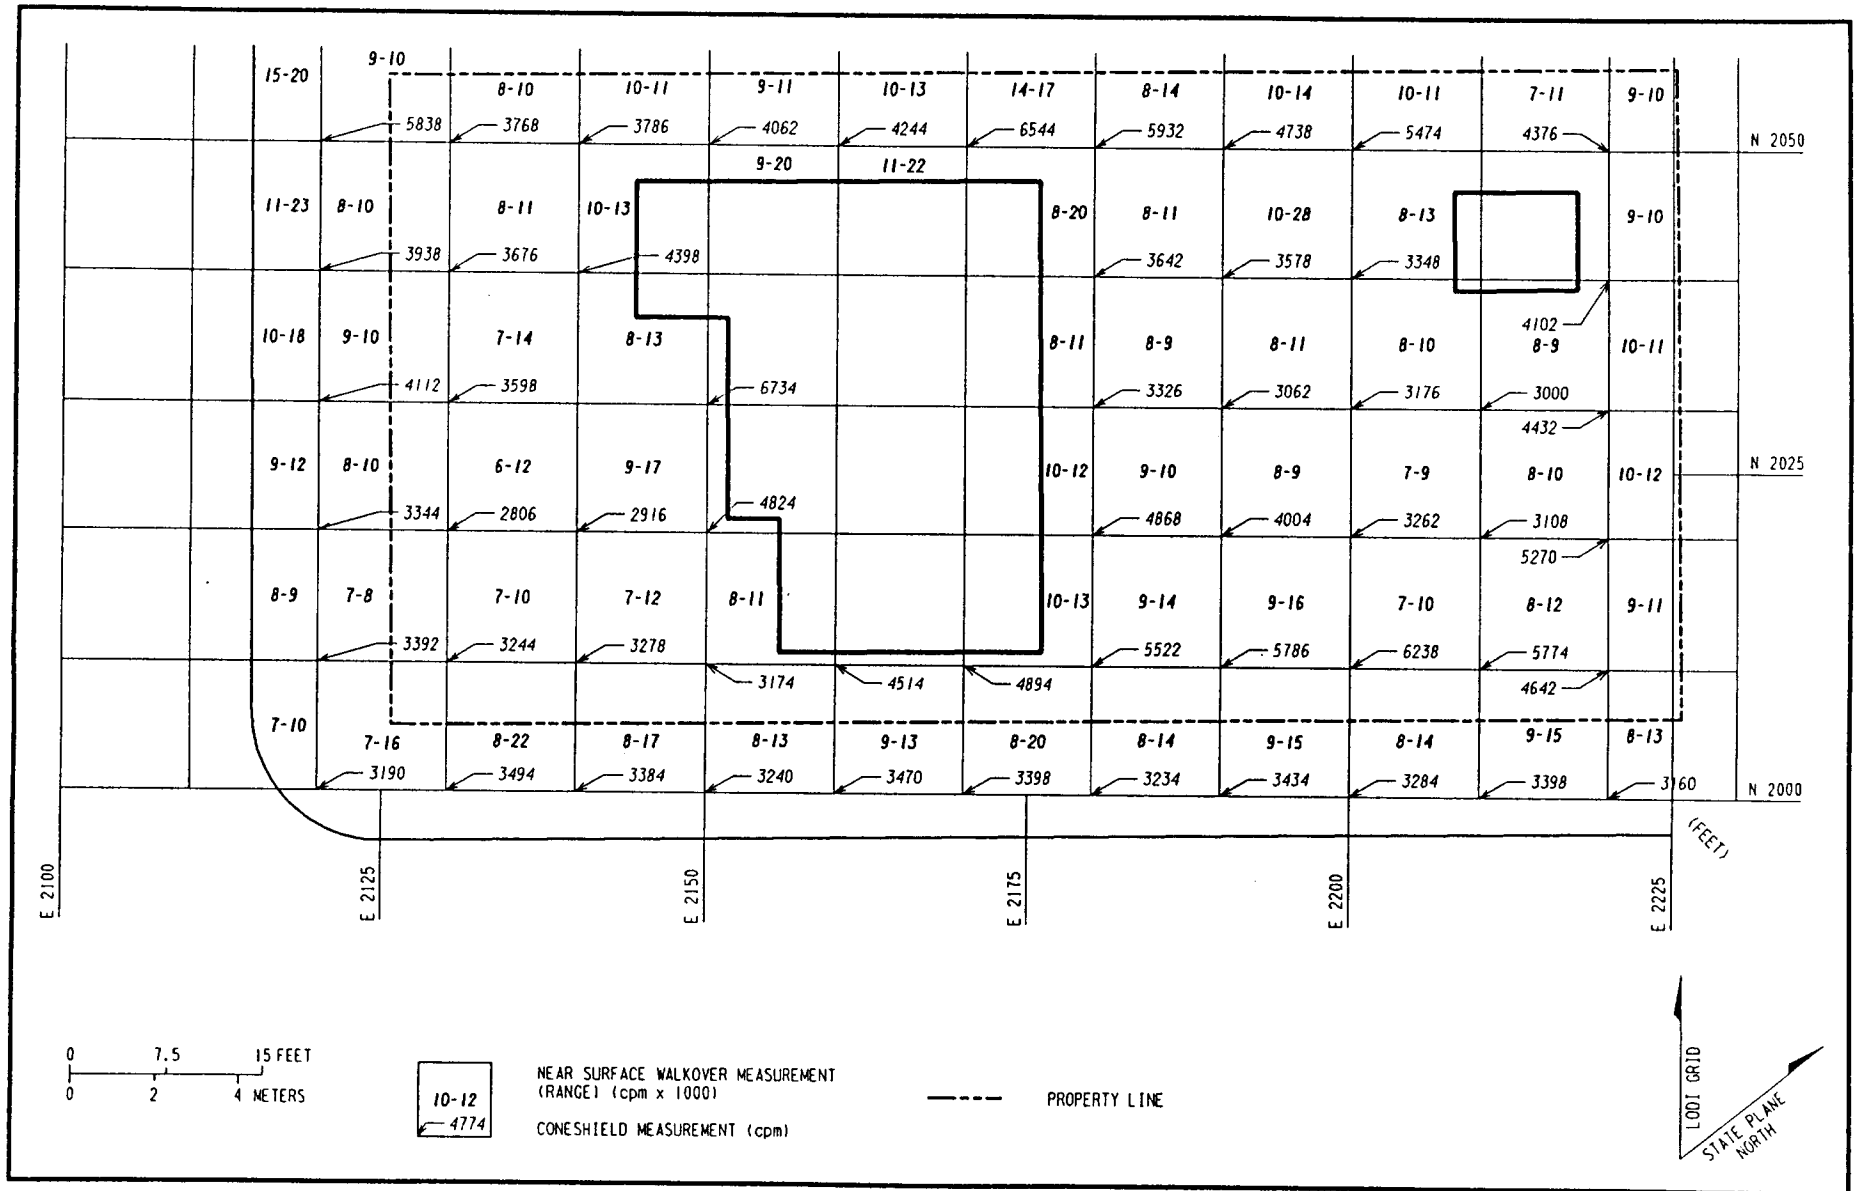 9-10
15-20 8-10 10-11 9-11 10-13 14-17 8-14 10-14 10-11 7-11 9-10
5838 3768 3786 4062 4244 6544 5932 4738 5474 4376
N 2050
9-20 11-22
11-23 8-10 8-11 10-13 8-20 8-11 10-28 8-13 9-10
3938 3676 4398 3642 3578 3348
4102
10-18 9-10 7-14 8-13 8-11 8-9 8-11 8-10 8-9 10-11
4112 3598 6734 3326 3062 3176 3000
4432
N 2025
9-12 8-10 6-12 9-17 10-12 9-10 8-9 7-9 8-10 10-12
3344 2806 2916 4824 4868 4004 3262 3108
5270
8-9 7-8 7-10 7-12 8-11 10-13 9-14 9-16 7-10 8-12 9-11
3392 3244 3278 5522 5786 6238 5774
3174 4514 4894 4642
7-10
7-16 8-22 8-17 8-13 9-13 8-20 8-14 9-15 8-14 9-15 8-13
3190 3494 3384 3240 3470 3398 3234 3434 3284 3398 3160
N 2000
(FEET)
E 2100 E 2125 E 2150 E 2175 E 2200 E 2225
0 7.5 15 FEET
0 2 4 METERS
10-12
4774
NEAR SURFACE WALKOVER MEASUREMENT
(RANGE) (cpm x 1000)
CONESHIELD MEASUREMENT (cpm)
PROPERTY LINE
LODI GRID
STATE PLANE
NORTH